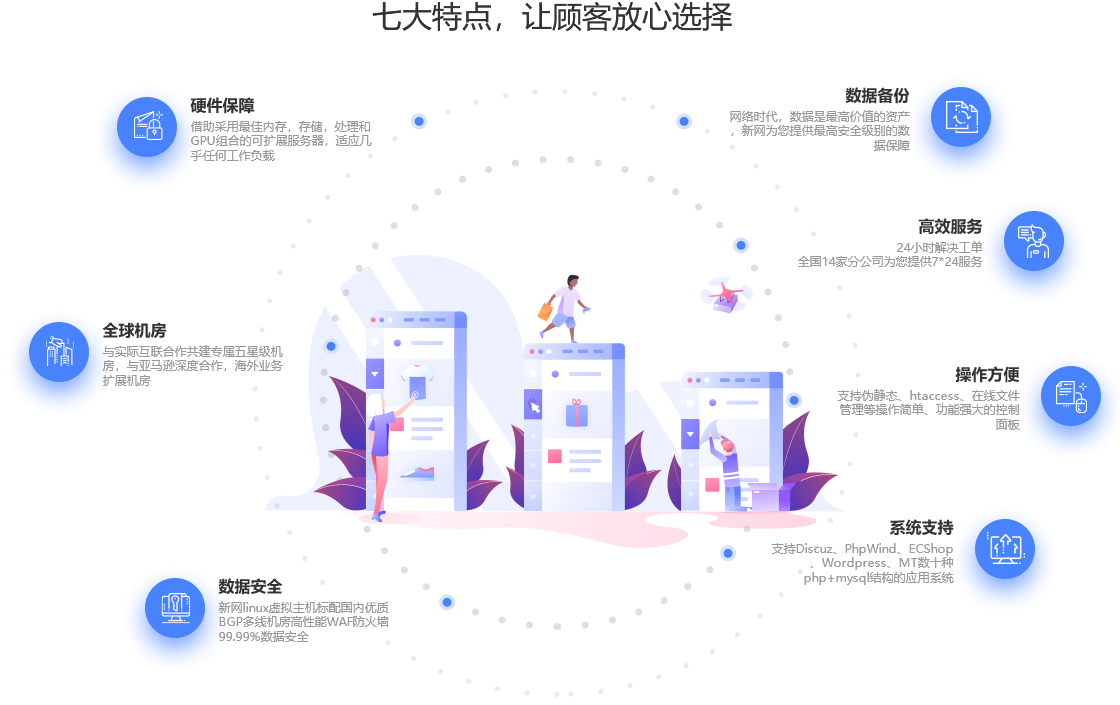 七大特点，让顾客放心选择
硬件保障
借助采用最佳内存，存储，处理和
GPU组合的可扩展服务器，适应几
乎任何工作负载
数据备份
网络时代，数据是最高价值的资产
，新网为您提供最高安全级别的数
据保障
高效服务
24小时解决工单
全国14家分公司为您提供7*24服务
全球机房
与实际互联合作共建专属五星级机
房，与亚马逊深度合作，海外业务
扩展机房
操作方便
支持伪静态、htaccess、在线文件
管理等操作简单、功能强大的控制
面板
系统支持
支持Discuz、PhpWind、ECShop
、Wordpress、MT数十种
php+mysql结构的应用系统
数据安全
新网linux虚拟主机标配国内优质
BGP多线机房高性能WAF防火墙
99.99%数据安全